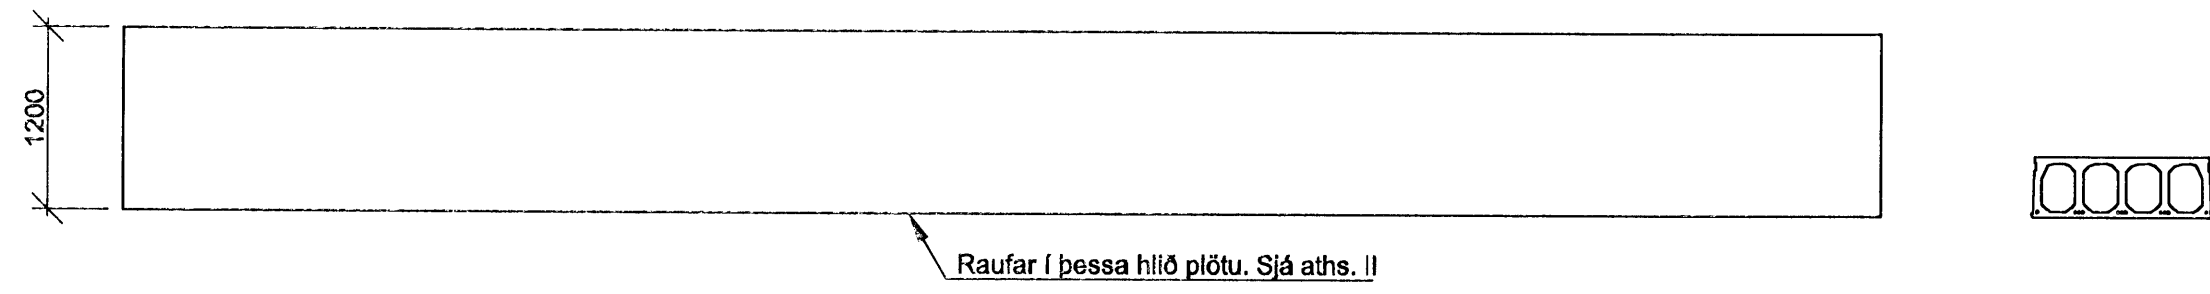 1200
Raufar í þessa hlið plötu. Sjá aths. II